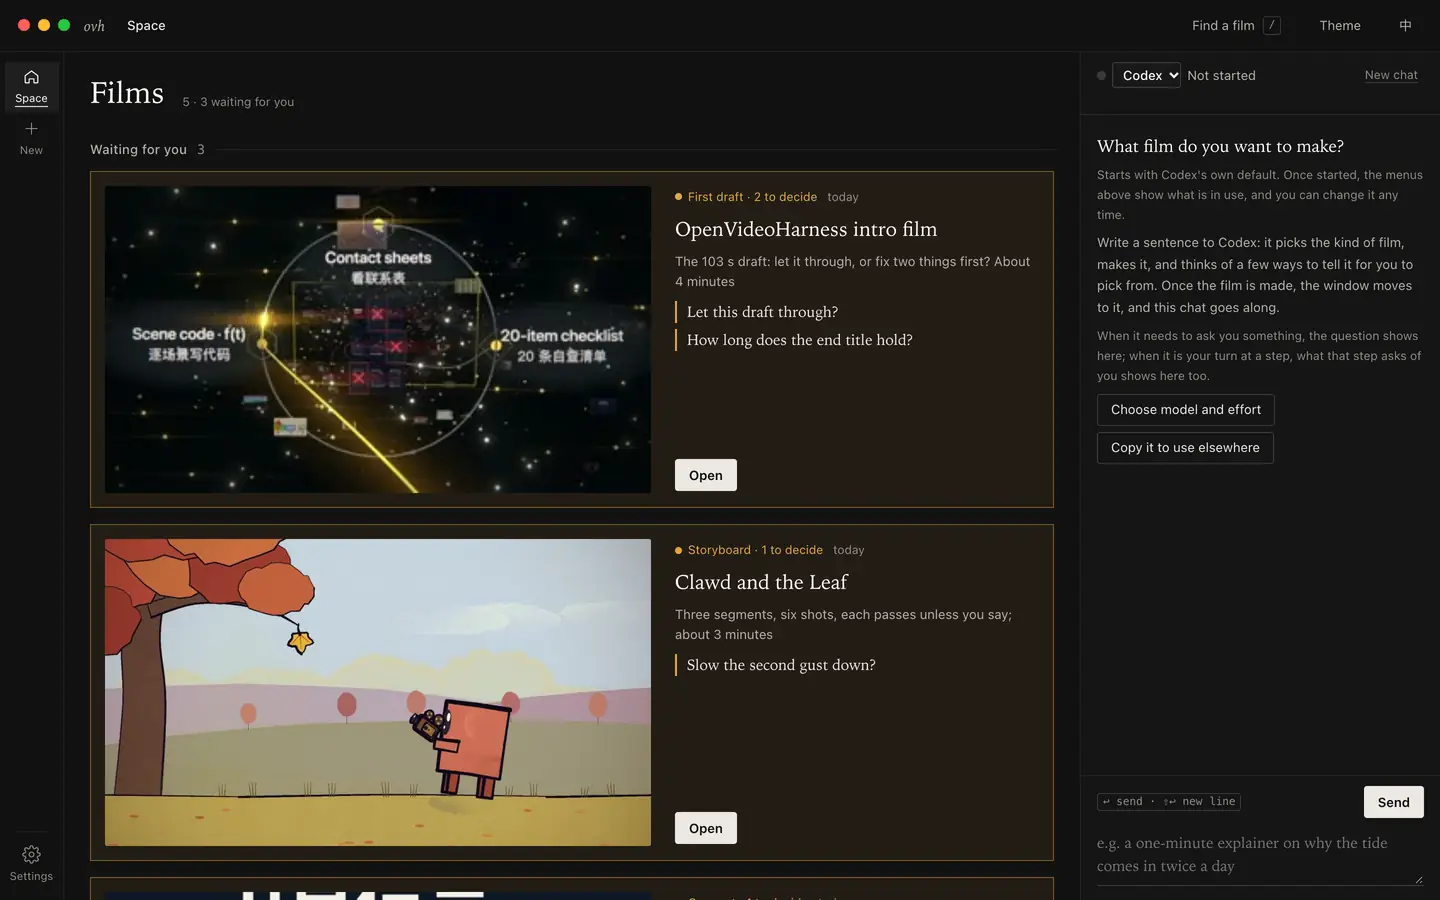 ovh
Space
Find a film /
Theme
中
Space
New
Settings
Films
5 · 3 waiting for you
Waiting for you 3
Contact sheets
看联系表
Scene code · f(t)
逐场景写代码
20-item checklist
20 条自查清单
First draft · 2 to decide today
OpenVideoHarness intro film
The 103 s draft: let it through, or fix two things first? About
4 minutes
Let this draft through?
How long does the end title hold?
Open
Storyboard · 1 to decide today
Clawd and the Leaf
Three segments, six shots, each passes unless you say;
about 3 minutes
Slow the second gust down?
Open
Codex
Not started
New chat
What film do you want to make?
Starts with Codex's own default. Once started, the menus
above show what is in use, and you can change it any
time.
Write a sentence to Codex: it picks the kind of film,
makes it, and thinks of a few ways to tell it for you to
pick from. Once the film is made, the window moves
to it, and this chat goes along.
When it needs to ask you something, the question shows
here; when it is your turn at a step, what that step asks of
you shows here too.
Choose model and effort
Copy it to use elsewhere
↩ send · ⇧↩ new line
Send
e.g. a one-minute explainer on why the tide
comes in twice a day